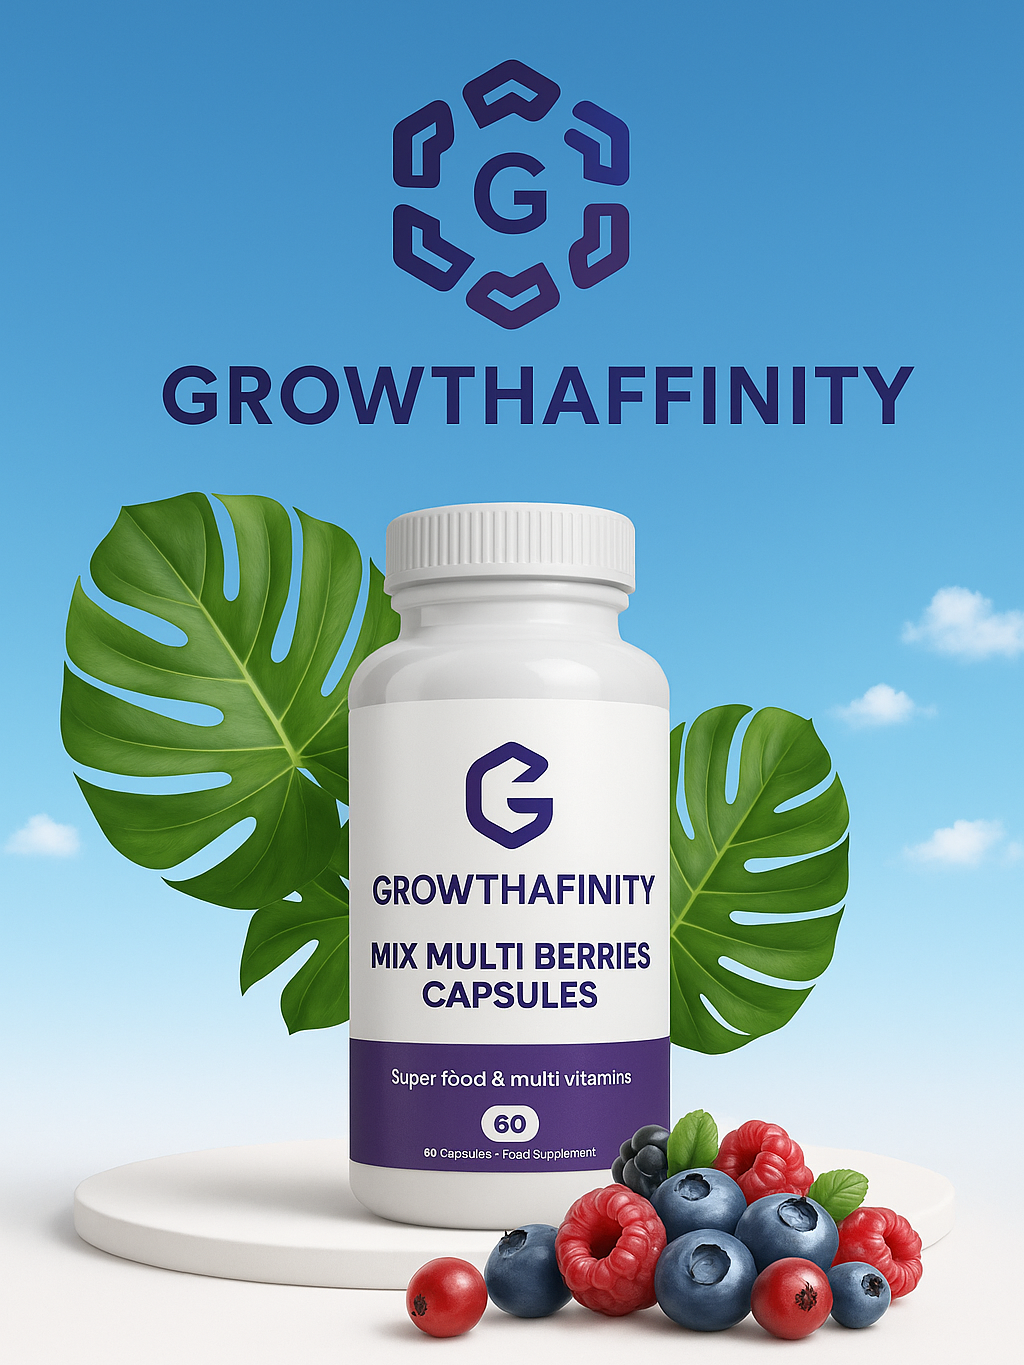 G
GROWTHAFFINITY
G
GROWTHAFINITY
MIX MULTI BERRIES
CAPSULES
Super fòod & multi vitamins
60
60 Capsules - Foad Supplement